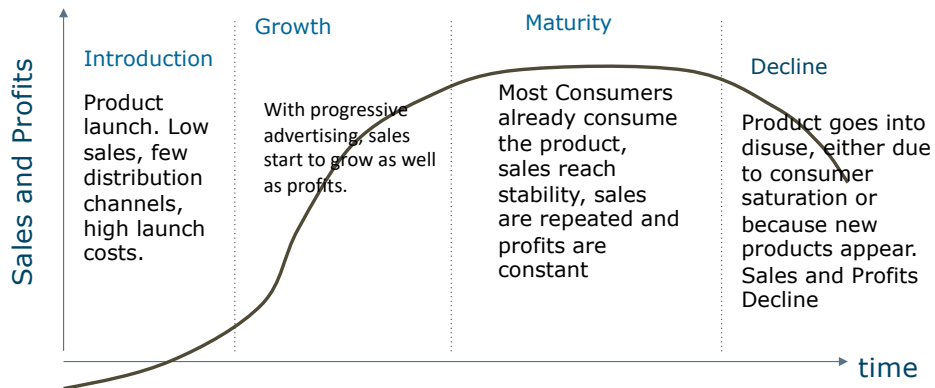 Sales and Profits
Introduction
Product
launch. Low
sales, few
distribution
channels,
high launch
costs.
Growth
With progressive
advertising, sales
start to grow as well
as profits.
Maturity
Most Consumers
already consume
the product,
sales reach
stability, sales
are repeated and
profits are
constant
Decline
Product goes into
disuse, either due
to consumer
saturation or
because new
products appear.
Sales and Profits
Decline
time